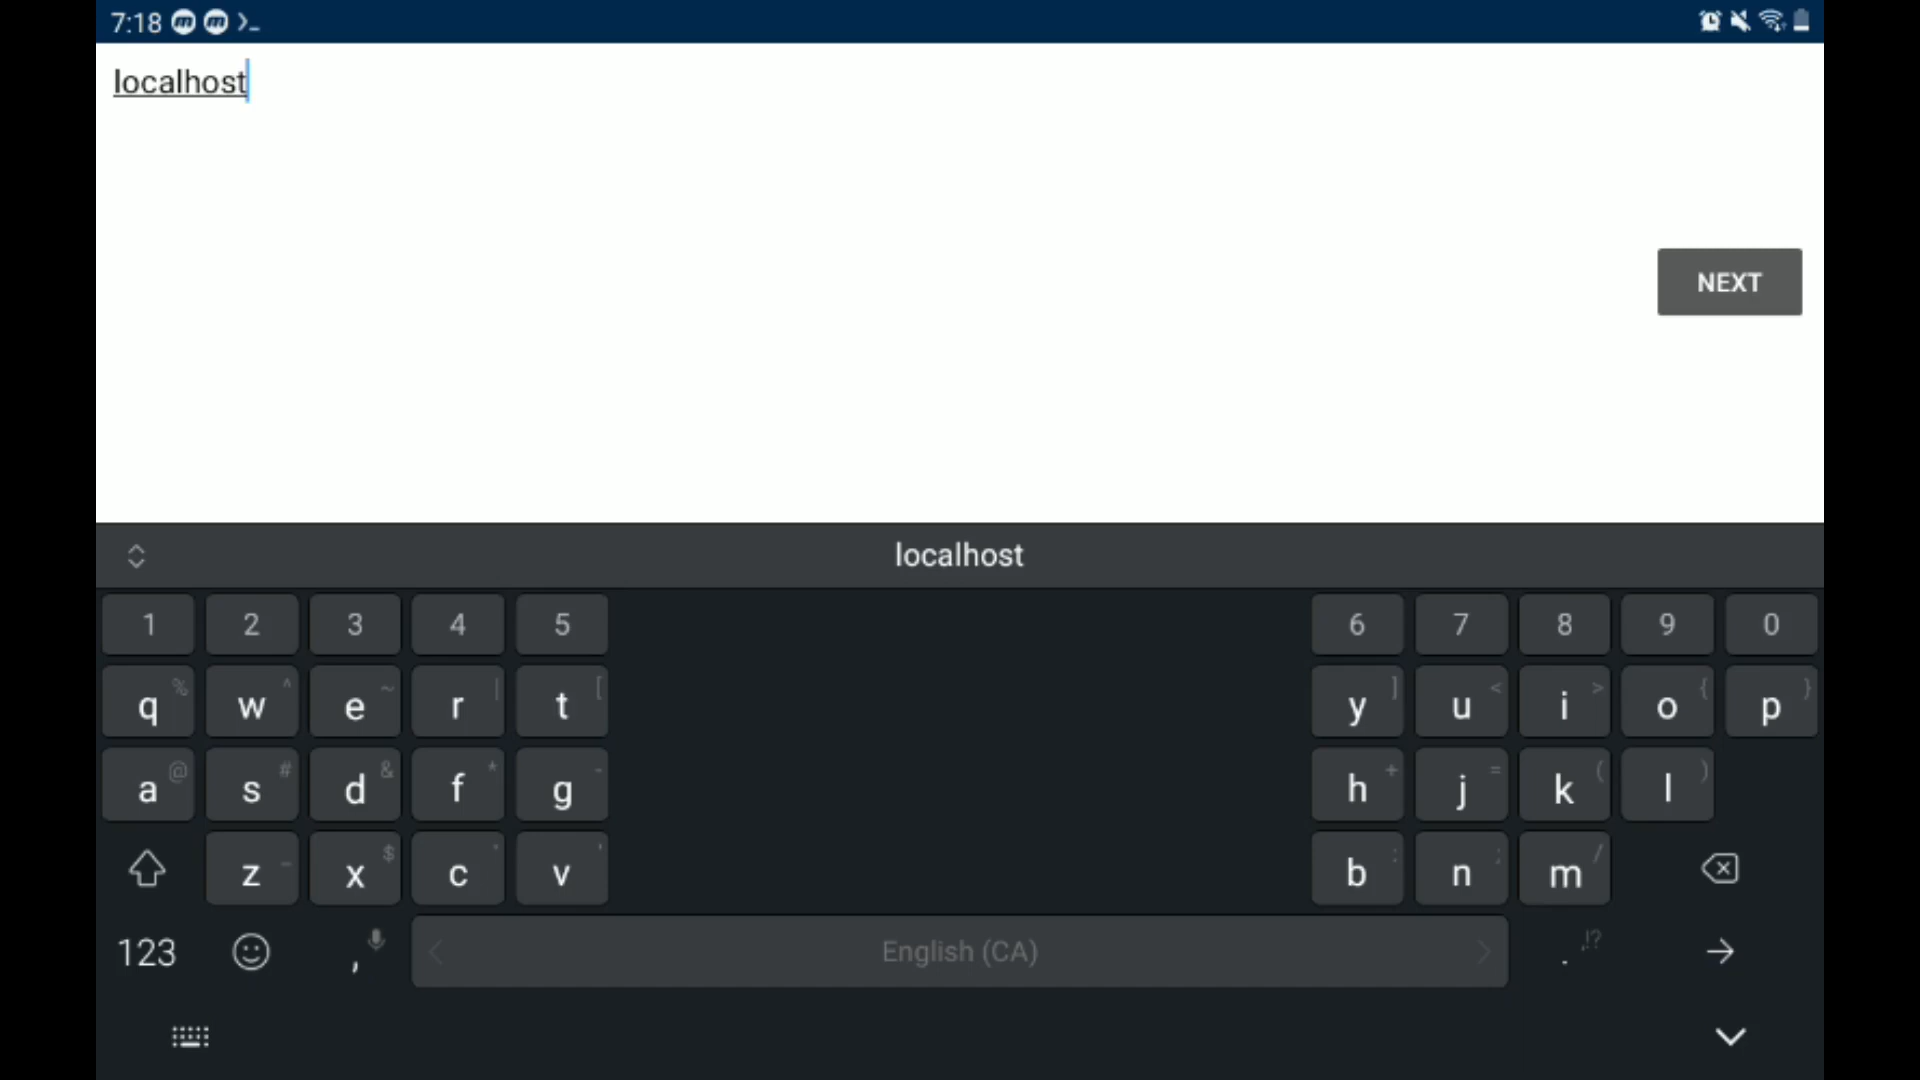 7:18
localhost
NEXT
localhost
1 2 3 4 5 6 7 8 9 0
q % w ^ e ~ r | t [ y ] u < i > o { p }
a @ s # d & f * g - h + j = k ( l )
z _ x $ c " v ' b : n ; m /
123 , English (CA) . ,!?